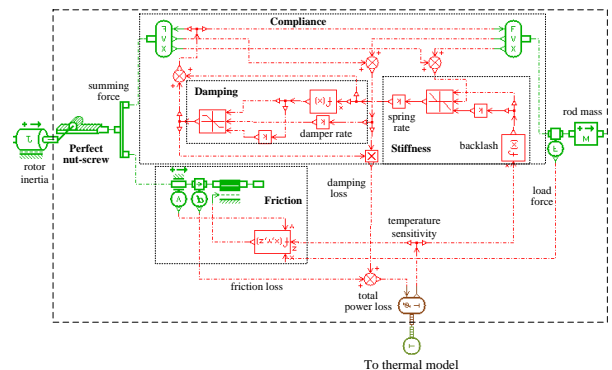 Compliance
summing
force
Damping
damper rate
spring
rate
Stiffness
backlash
rod mass
M
Perfect
nut-screw
rotor
inertia
damping
loss
load
force
Friction
temperature
sensitivity
friction loss
total
power loss
To thermal model